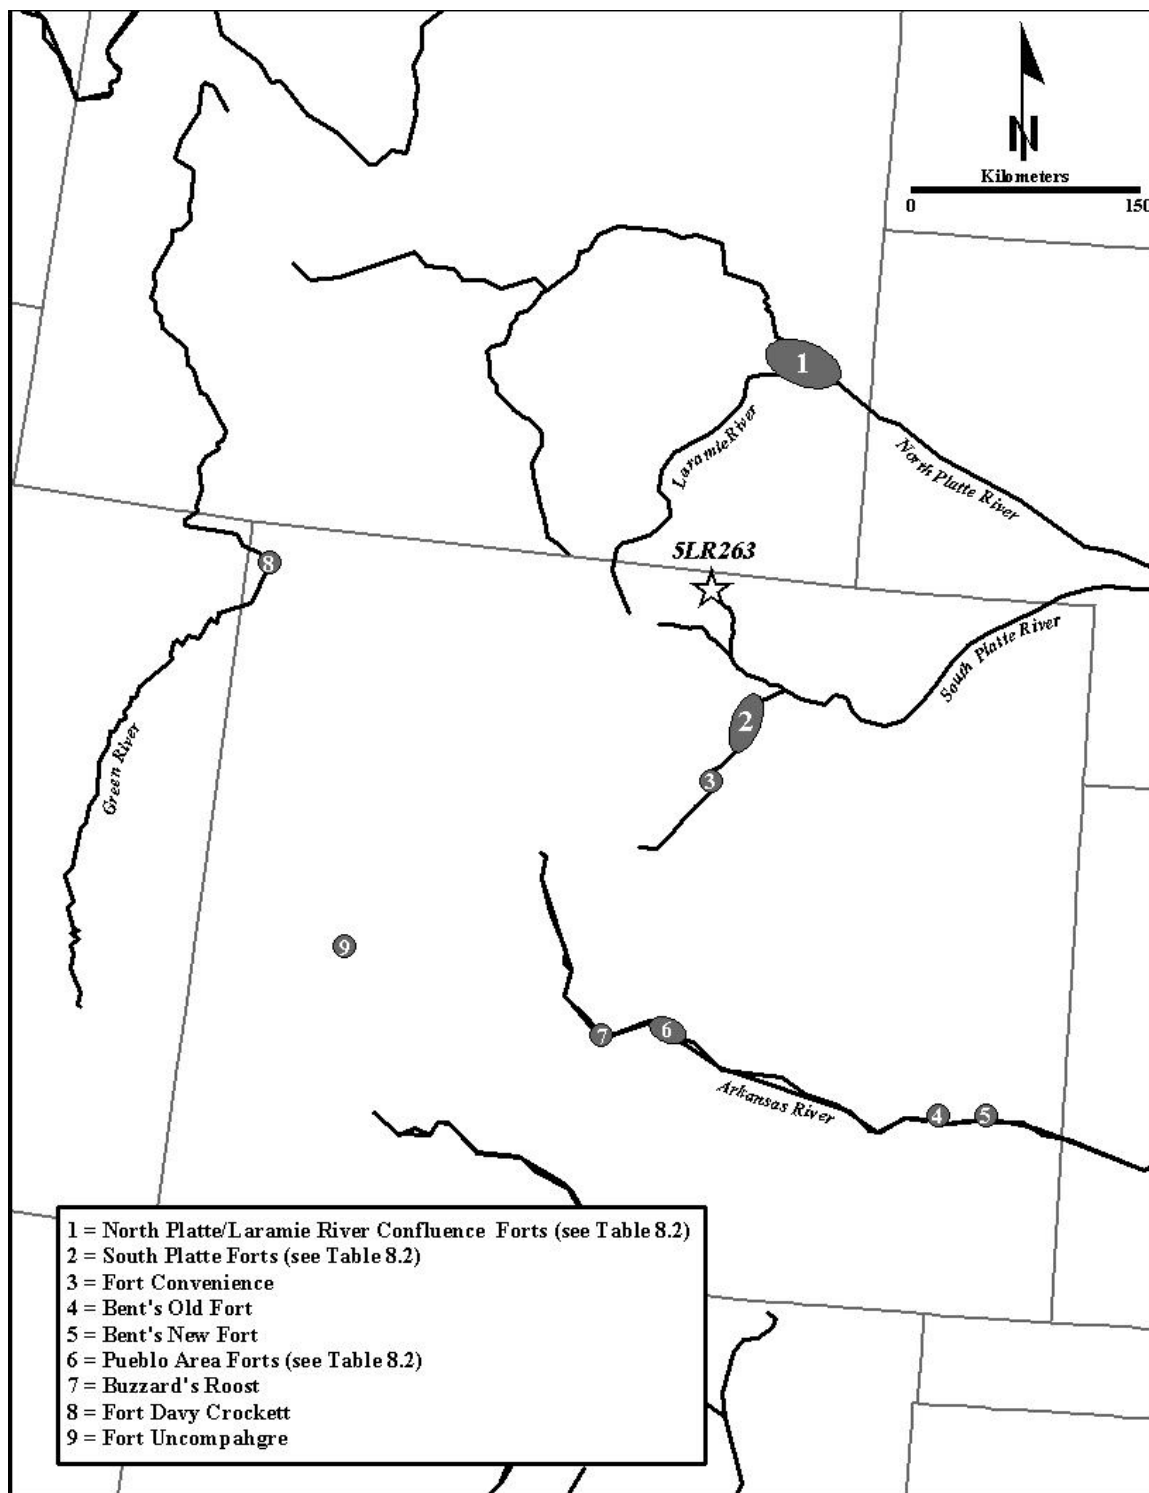 N
Kilometers
0 150
1
Laramie River
North Platte River
5LR263
8
South Platte River
2
Green River
3
9
7
6
Arkansas River
4
5
1 = North Platte/Laramie River Confluence Forts (see Table 8.2)
2 = South Platte Forts (see Table 8.2)
3 = Fort Convenience
4 = Bent's Old Fort
5 = Bent's New Fort
6 = Pueblo Area Forts (see Table 8.2)
7 = Buzzard's Roost
8 = Fort Davy Crockett
9 = Fort Uncompahgre